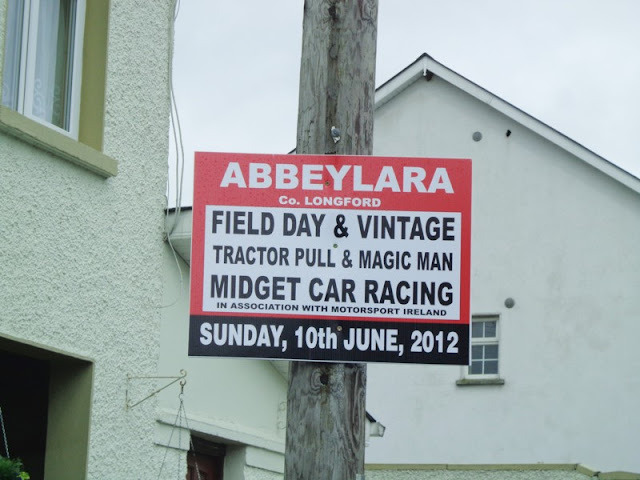 ABBEYLARA
Co. LONGFORD
FIELD DAY & VINTAGE
TRACTOR PULL & MAGIC MAN
MIDGET CAR RACING
IN ASSOCIATION WITH MOTORSPORT IRELAND
SUNDAY, 10th JUNE, 2012